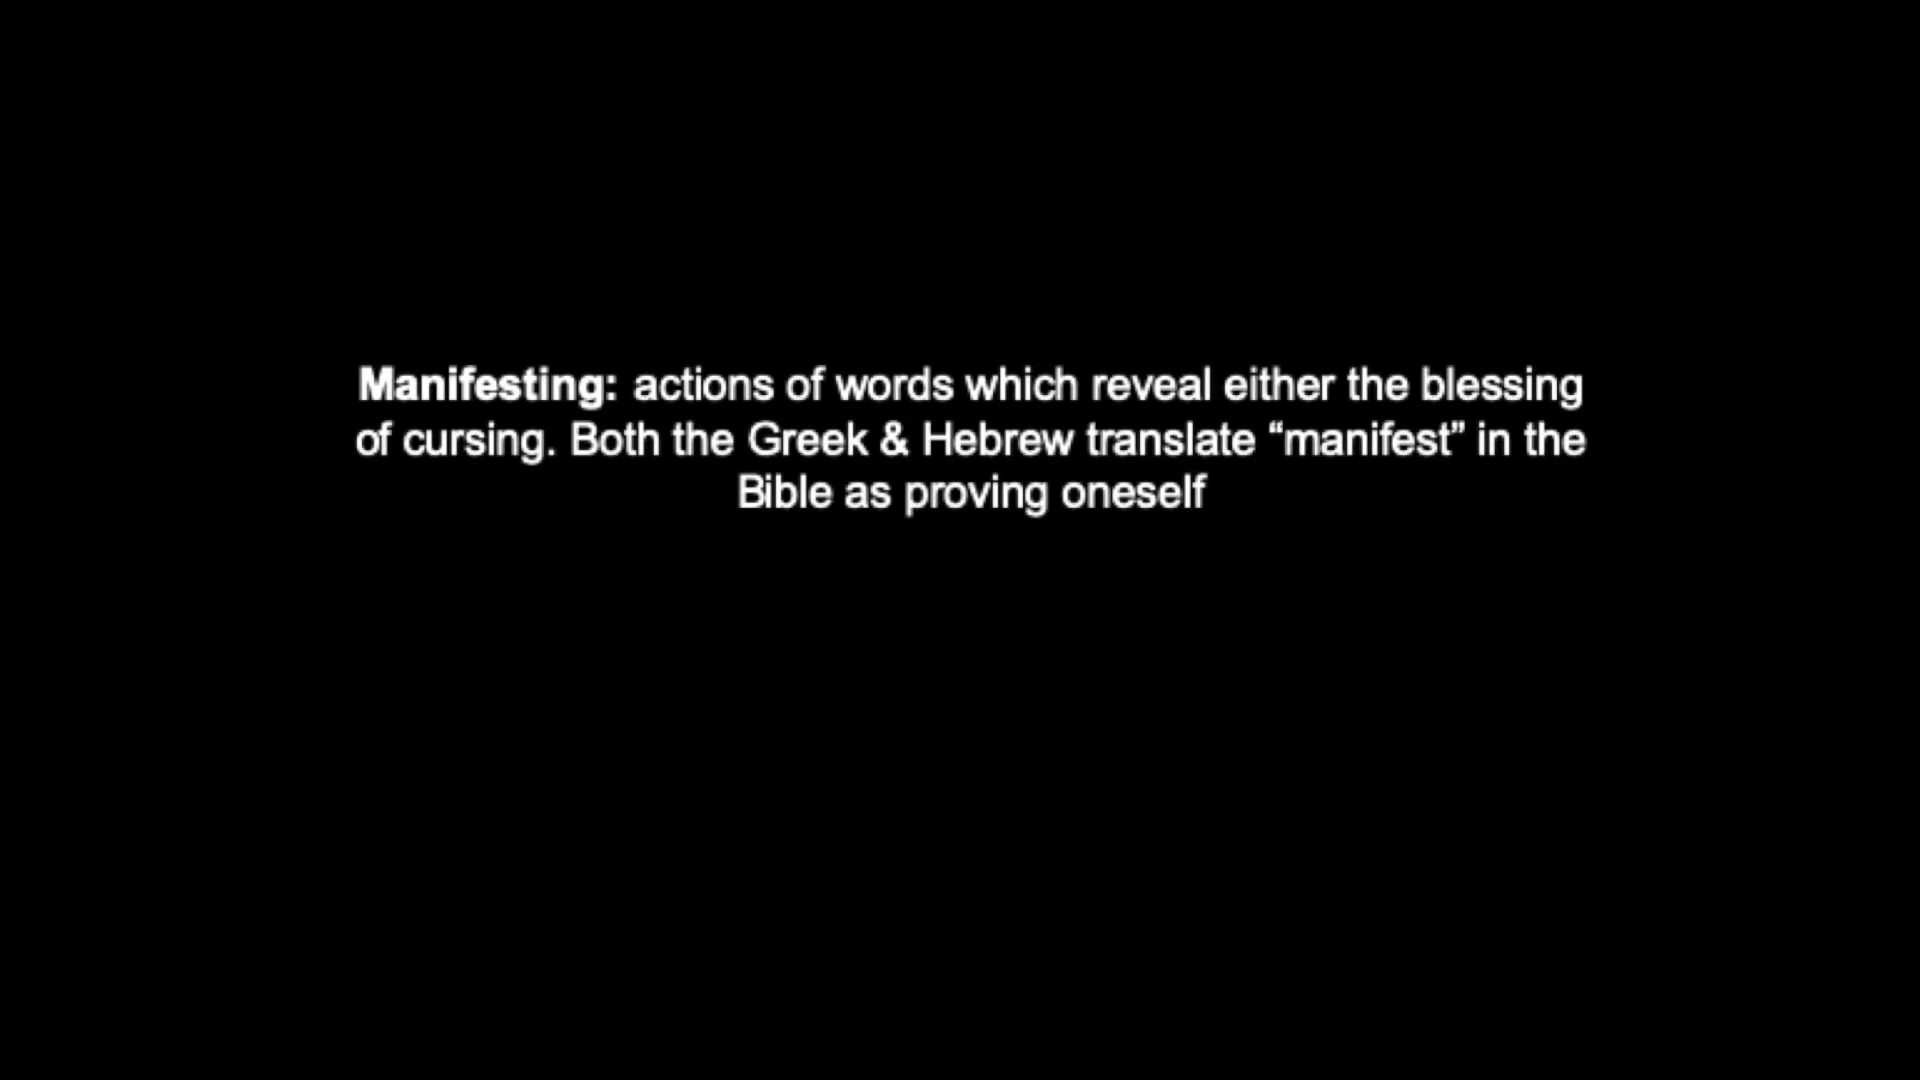 Manifesting: actions of words which reveal either the blessing
of cursing. Both the Greek & Hebrew translate “manifest” in the
Bible as proving oneself